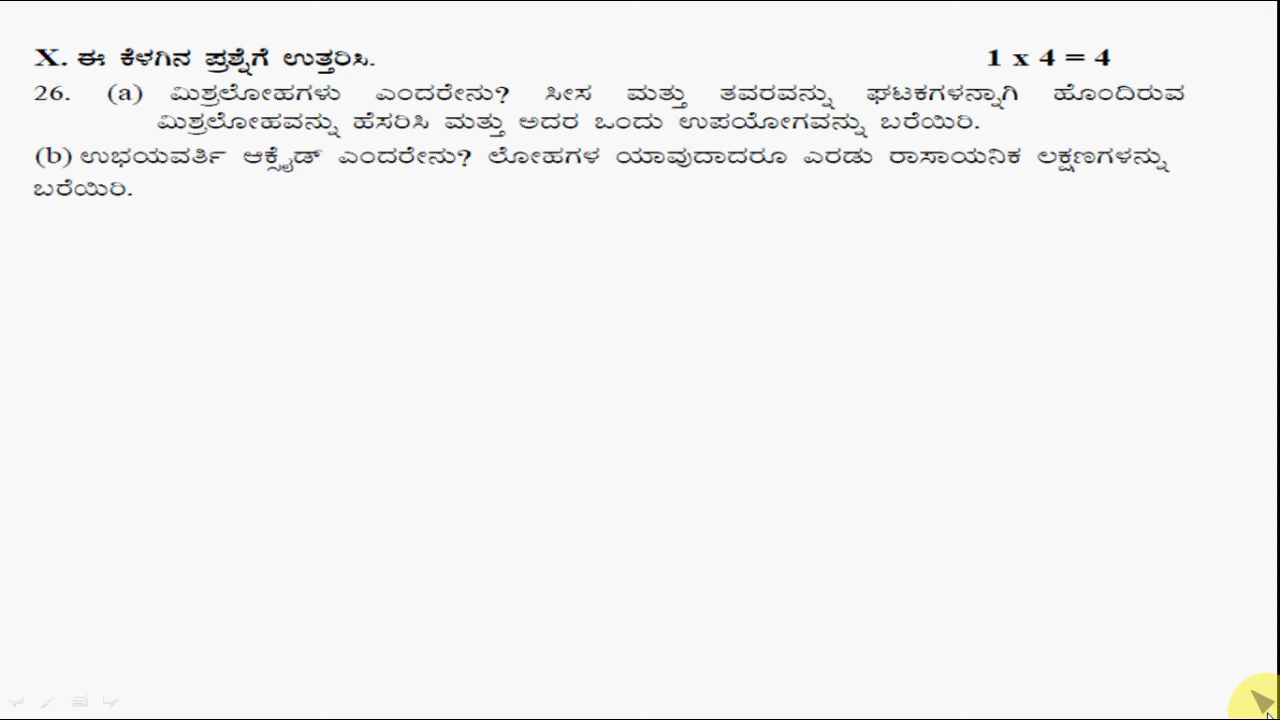 X. ಈ ಕೆಳಗಿನ ಪ್ರಶ್ನೆಗೆ ಉತ್ತರಿಸಿ. 1 x 4 = 4
26. (a) ಮಿಶ್ರಲೋಹಗಳು ಎಂದರೇನು? ಸೀಸ ಮತ್ತು ತವರವನ್ನು ಘಟಕಗಳನ್ನಾಗಿ ಹೊಂದಿರುವ
ಮಿಶ್ರಲೋಹವನ್ನು ಹೆಸರಿಸಿ ಮತ್ತು ಅದರ ಒಂದು ಉಪಯೋಗವನ್ನು ಬರೆಯಿರಿ.
(b) ಉಭಯವರ್ತಿ ಆಕ್ಸೈಡ್ ಎಂದರೇನು? ಲೋಹಗಳ ಯಾವುದಾದರೂ ಎರಡು ರಾಸಾಯನಿಕ ಲಕ್ಷಣಗಳನ್ನು
ಬರೆಯಿರಿ.